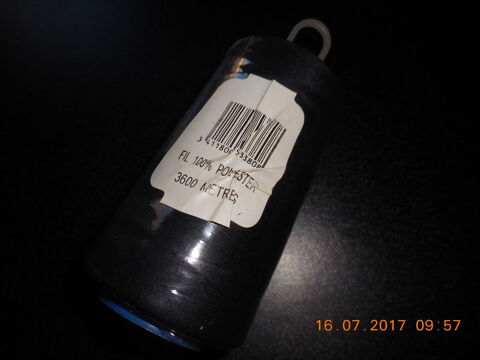 FIL 100% POLYESTER
3600 METRES
16.07.2017 09:57